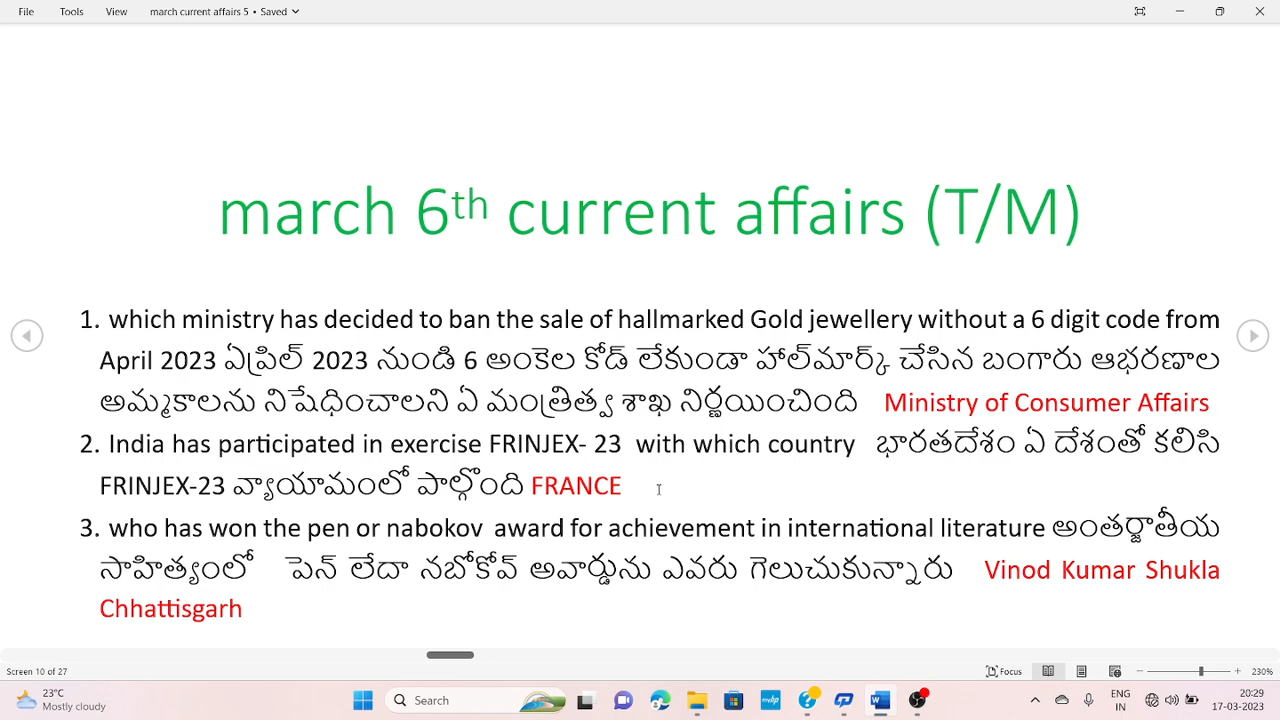 File Tools View march current affairs 5 • Saved
march 6th current affairs (T/M)
1. which ministry has decided to ban the sale of hallmarked Gold jewellery without a 6 digit code from
April 2023 ఏప్రిల్ 2023 నుండి 6 అంకెల కోడ్ లేకుండా హాల్‌మార్క్ చేసిన బంగారు ఆభరణాల
అమ్మకాలను నిషేధించాలని ఏ మంత్రిత్వ శాఖ నిర్ణయించింది Ministry of Consumer Affairs
2. India has participated in exercise FRINJEX- 23 with which country భారతదేశం ఏ దేశంతో కలిసి
FRINJEX-23 వ్యాయామంలో పాల్గొంది FRANCE
3. who has won the pen or nabokov award for achievement in international literature అంతర్జాతీయ
సాహిత్యంలో పెన్ లేదా నబోకోవ్ అవార్డును ఎవరు గెలుచుకున్నారు Vinod Kumar Shukla
Chhattisgarh
Screen 10 of 27 Focus 230%
23°C
Mostly cloudy
Search
myhp
ENG
IN
20:29
17-03-2023